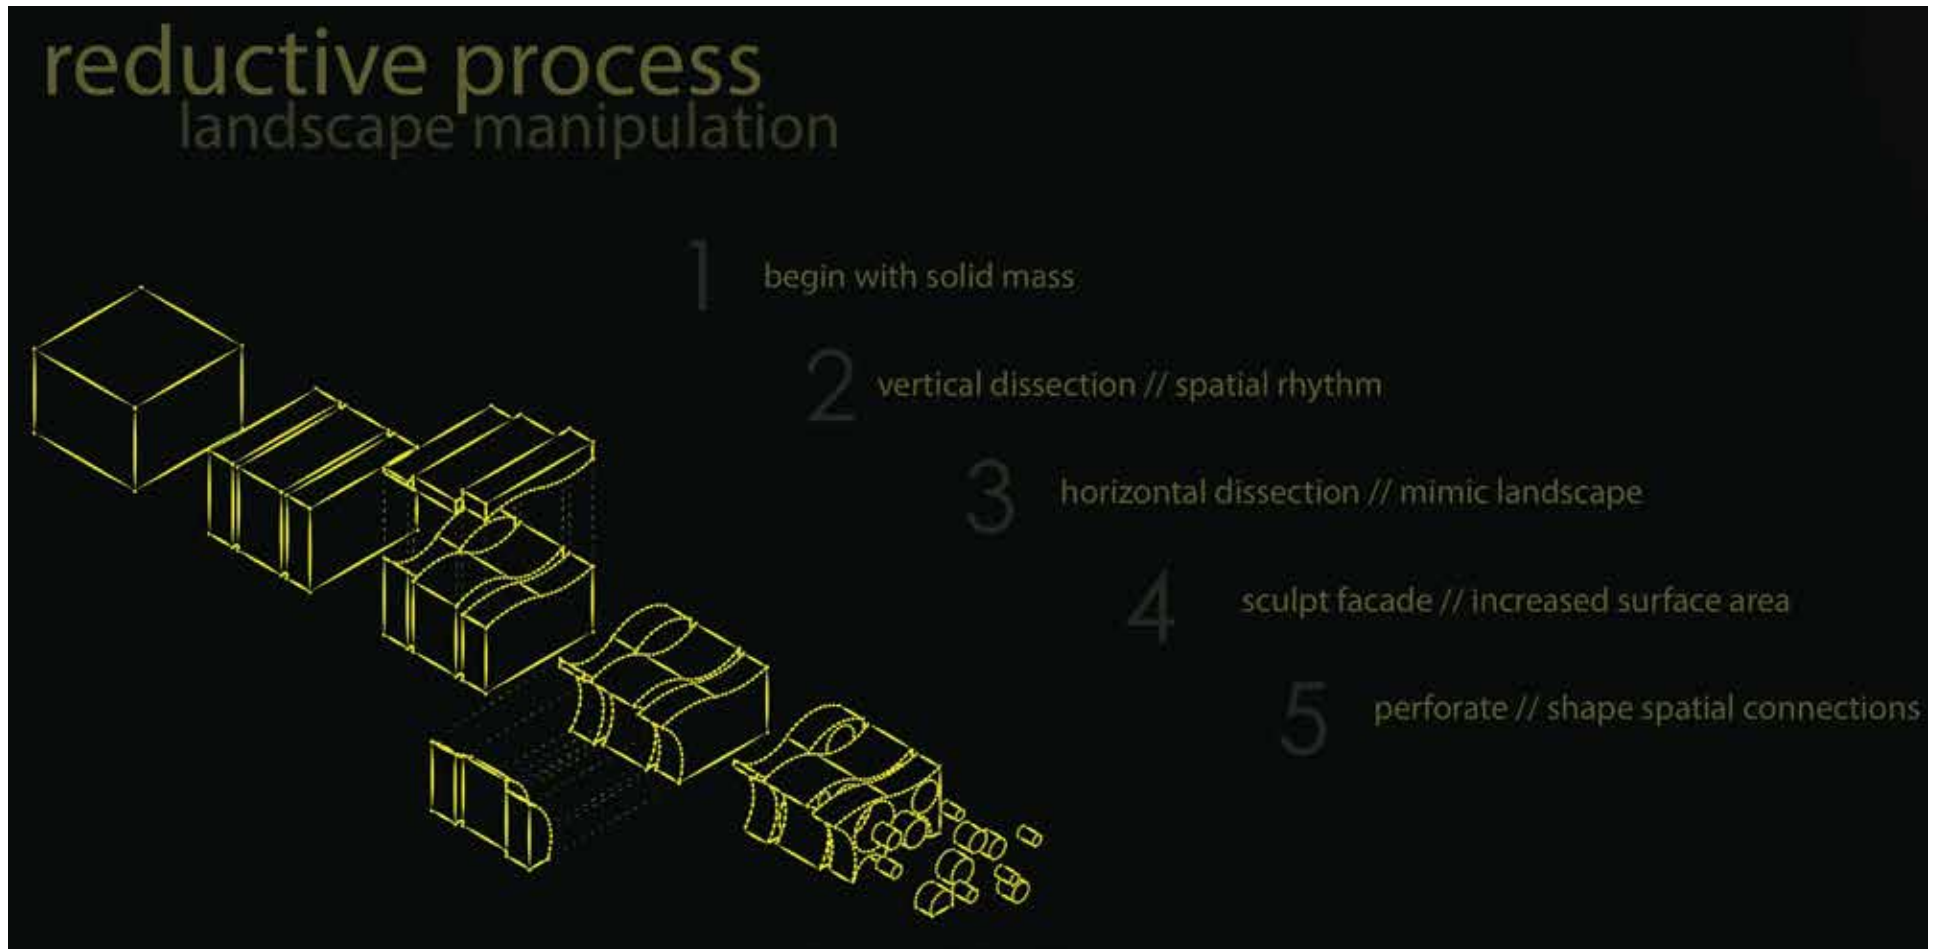 reductive process
landscape manipulation
1 begin with solid mass
2 vertical dissection // spatial rhythm
3 horizontal dissection // mimic landscape
4 sculpt facade // increased surface area
5 perforate // shape spatial connections